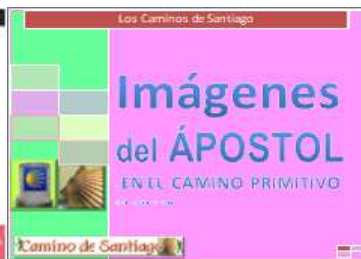 Los Caminos de Santiago
Imágenes
del ÁPOSTOL
EN EL CAMINO PRIMITIVO
Camino de Santiago